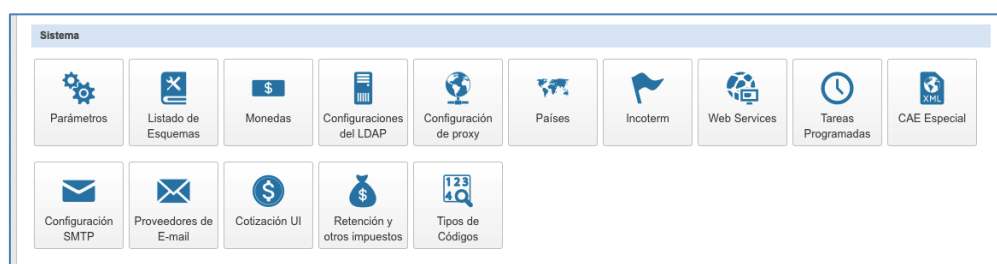 Sistema
$
XML
Parámetros
Listado de
Esquemas
Monedas
Configuraciones
del LDAP
Configuración
de proxy
Países
Incoterm
Web Services
Tareas
Programadas
CAE Especial
$
$
123
4
Configuración
SMTP
Proveedores de
E-mail
Cotización UI
Retención y
otros impuestos
Tipos de
Códigos